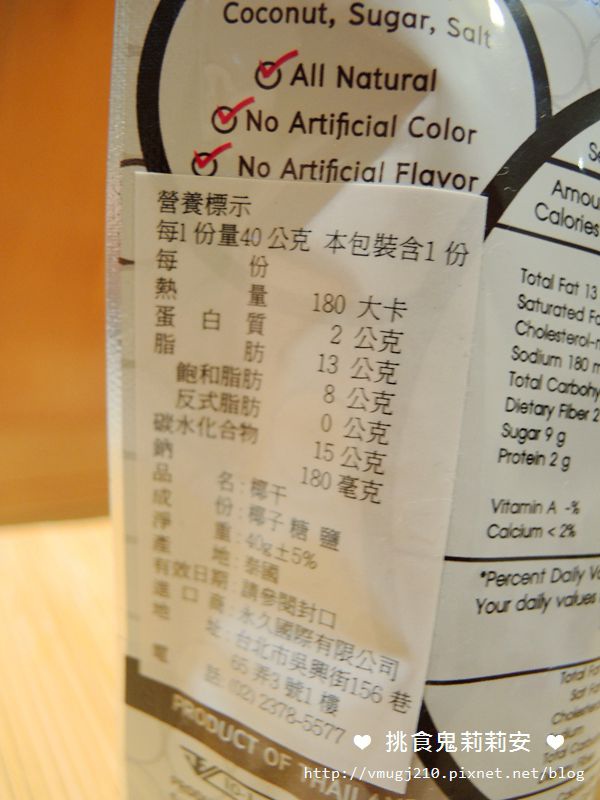 Coconut, Sugar, Salt
All Natural
No Artificial Color
No Artificial Flavor
營養標示
每1份量40公克 本包裝含1份
每 份
熱 量 180 大卡
蛋 白 質 2 公克
脂 肪 13 公克
飽和脂肪 8 公克
反式脂肪 0 公克
碳水化合物 15公克
鈉 180毫克
品 名:椰干
成 份:椰子 糖 鹽
淨 重:40g±5%
產 地:泰國
有效日期:請參閱封口
進 口 商:永久國際有限公司
地 址:台北市吳興街156 巷
65 弄3 號1 樓
電 話:(02) 2378-5577
PRODUCT OF
Calories
Total Fat 13
Saturated
Cholesterol
Sodium 180
Total
Dietary Fiber 2
Sugar 9 g
Protein 2 g
Vitamin A -%
Calcium < 2%
*Percent Daily
Your daily values
❤ 挑食鬼莉莉安 ❤
http://vmugj210.pixnet.net/blog